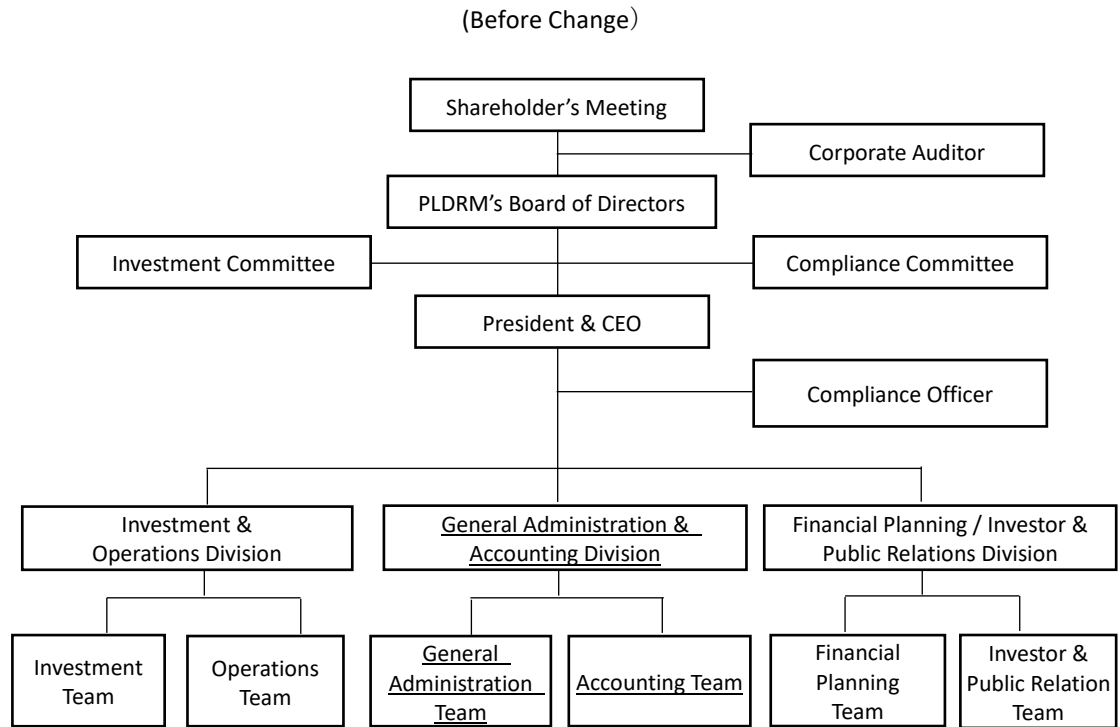 (Before Change）
Shareholder’s Meeting
Corporate Auditor
PLDRM’s Board of Directors
Investment Committee
Compliance Committee
President & CEO
Compliance Officer
Investment &
Operations Division
General Administration &
Accounting Division
Financial Planning / Investor &
Public Relations Division
Investment
Team
Operations
Team
General
Administration
Team
Accounting Team
Financial
Planning
Team
Investor &
Public Relation
Team